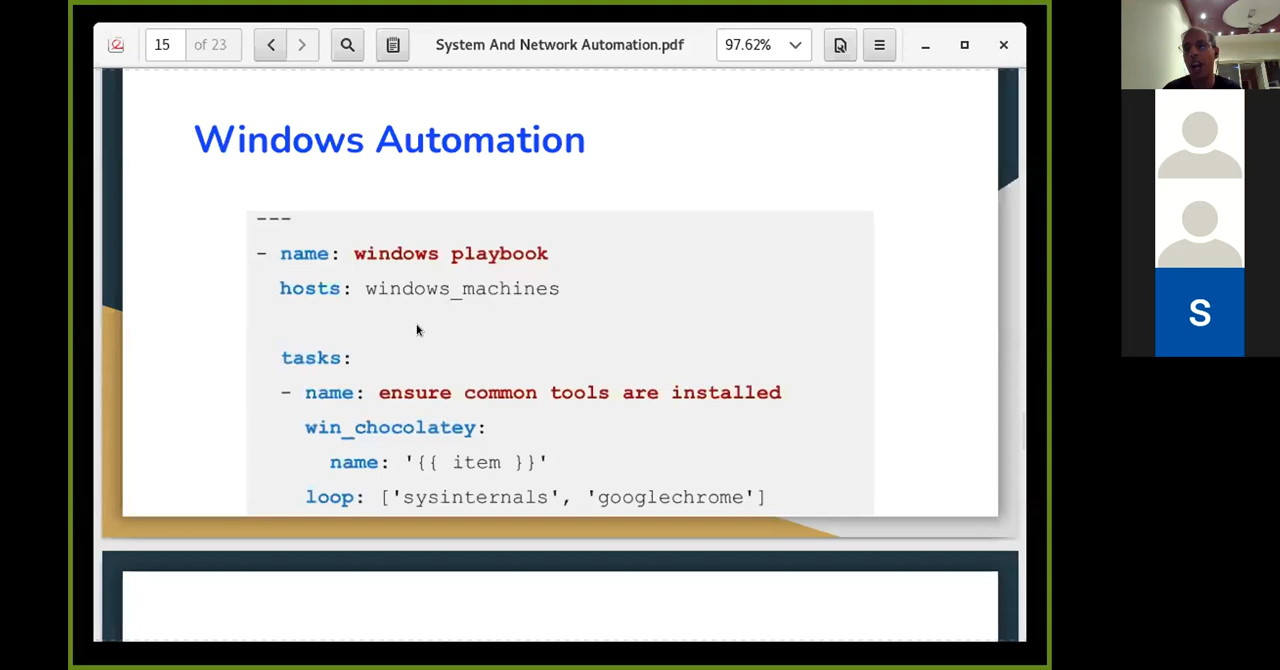 15
of 23
System And Network Automation.pdf
97.62%
Windows Automation
---
- name: windows playbook
hosts: windows_machines
tasks:
- name: ensure common tools are installed
win_chocolatey:
name: '{{ item }}'
loop: ['sysinternals', 'googlechrome']
S